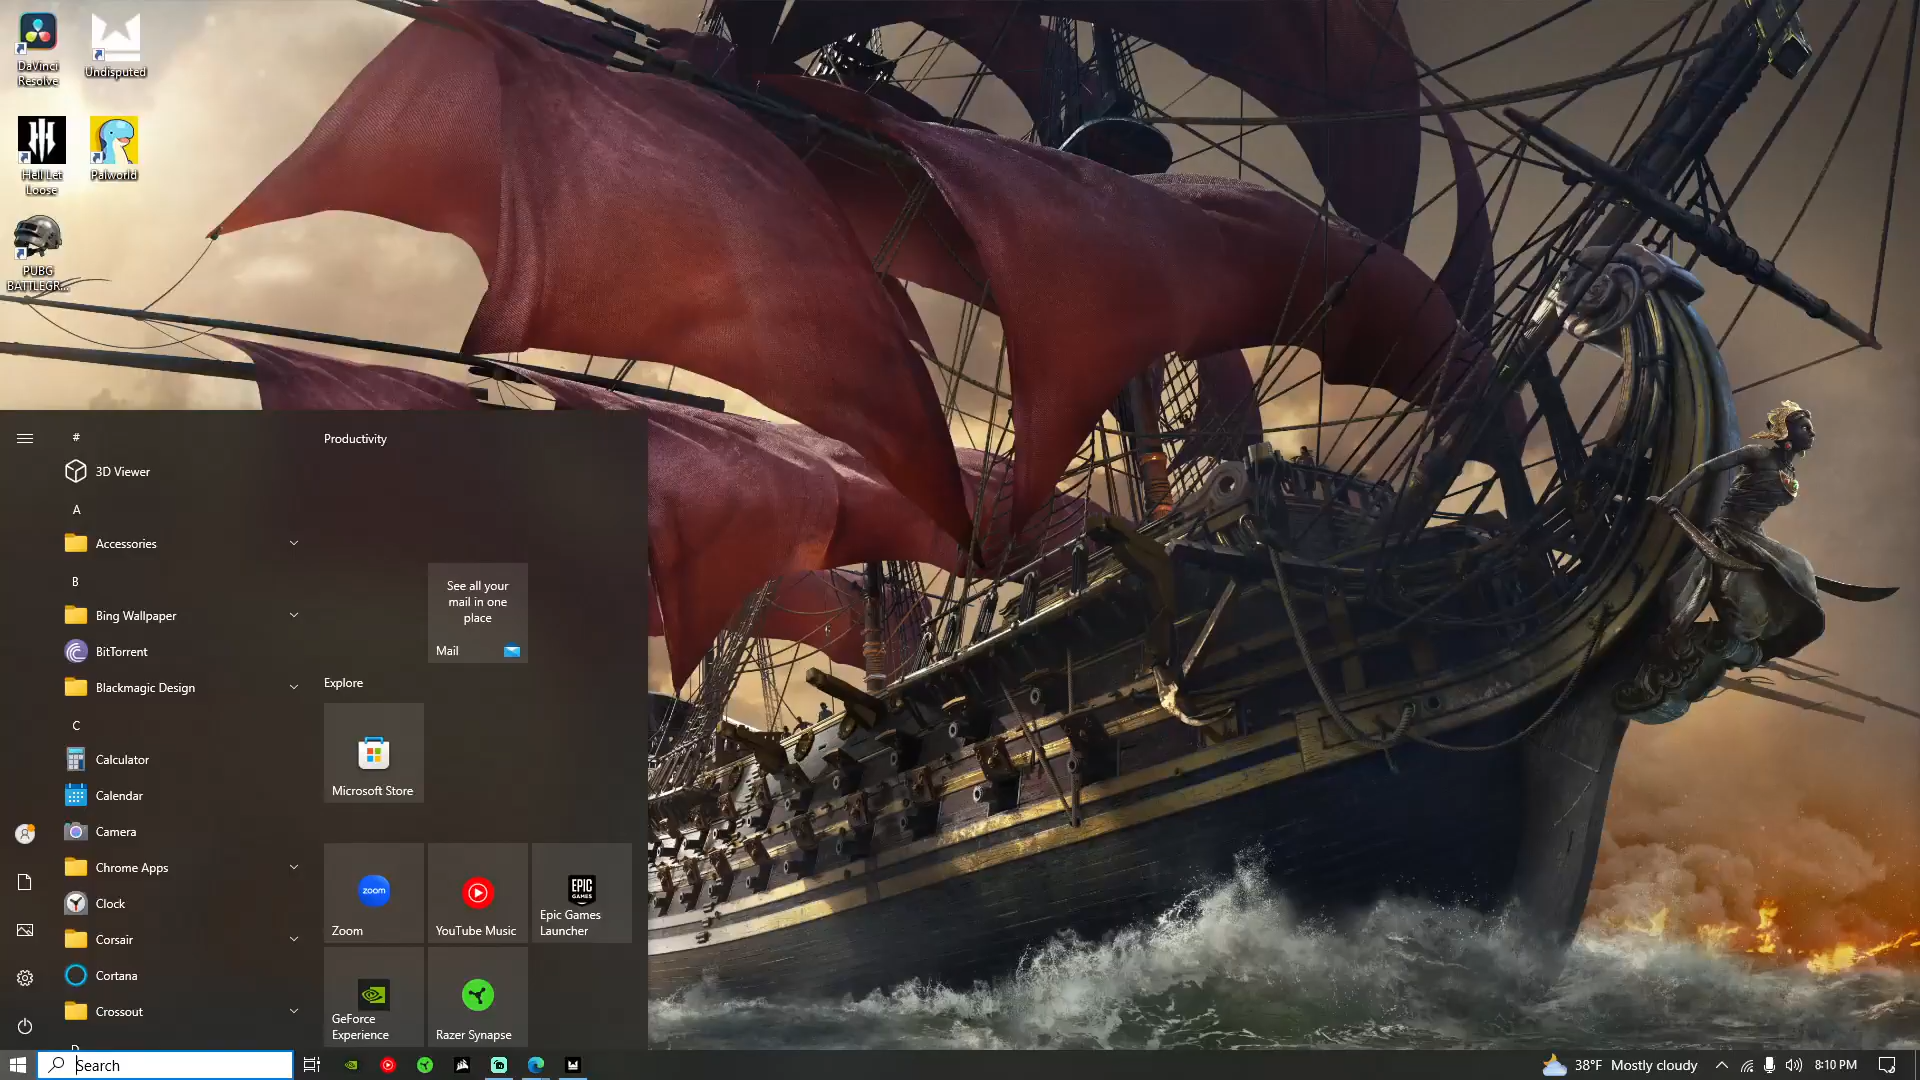 DaVinci
Resolve
Undisputed
Hell Let
Loose
Palworld
PUBG
BATTLEGR...
#
3D Viewer
A
Accessories
B
Bing Wallpaper
BitTorrent
Blackmagic Design
C
Calculator
Calendar
Camera
Chrome Apps
Clock
Corsair
Cortana
Crossout
D
Productivity
See all your
mail in one
place
Mail
Explore
Microsoft Store
zoom
Zoom
YouTube Music
EPIC
GAMES
Epic Games
Launcher
GeForce
Experience
Razer Synapse
Search
38°F Mostly cloudy
8:10 PM